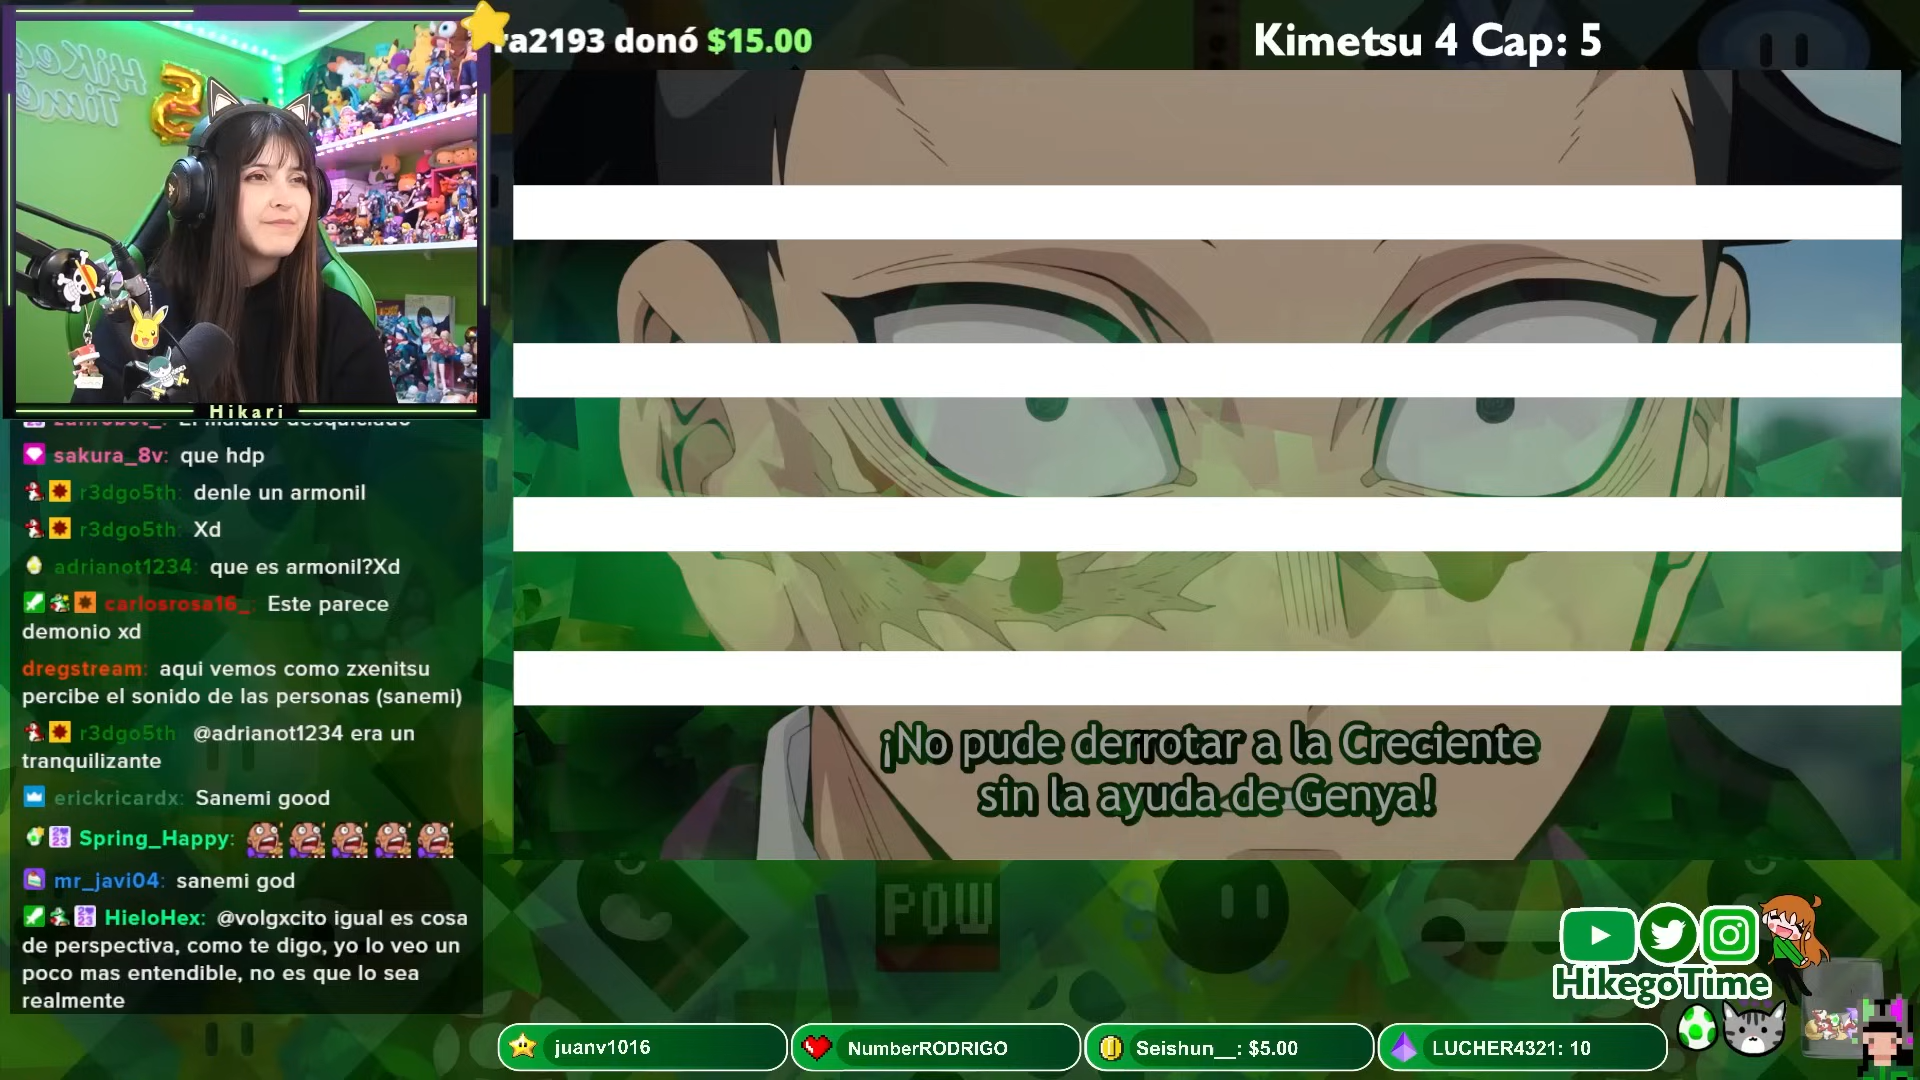 ra2193 donó $15.00
Kimetsu 4 Cap: 5
HiKeg
Time
Hikari
sakura_8v: que hdp
r3dgo5th: denle un armonil
r3dgo5th: Xd
adrianot1234: que es armonil?Xd
carlosrosa16_: Este parece
demonio xd
dregstream: aqui vemos como zxenitsu
percibe el sonido de las personas (sanemi)
r3dgo5th @adrianot1234 era un
tranquilizante
erickricardx: Sanemi good
Spring_Happy:
mr_javi04: sanemi god
HieloHex: @volgxcito igual es cosa
de perspectiva, como te digo, yo lo veo un
poco mas entendible, no es que lo sea
realmente
¡No pude derrotar a la Creciente
sin la ayuda de Genya!
POW
HikegoTime
juanv1016
NumberRODRIGO
Seishun__: $5.00
LUCHER4321: 10